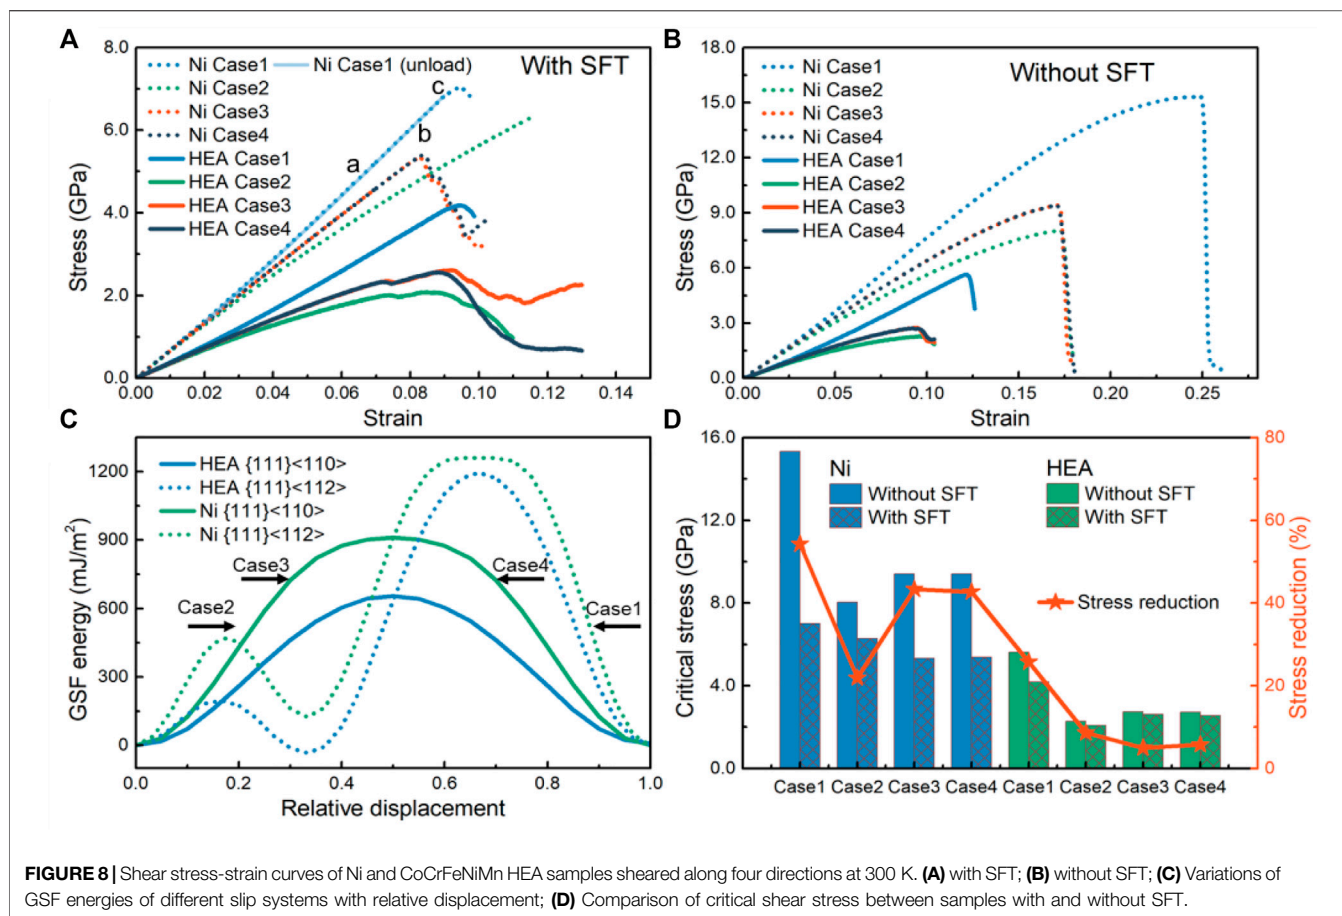 A
8.0
6.0
4.0
2.0
0.0
Stress (GPa)
Ni Case1
Ni Case1 (unload)
Ni Case2
Ni Case3
Ni Case4
HEA Case1
HEA Case2
HEA Case3
HEA Case4
With SFT
a
b
c
0.00 0.02 0.04 0.06 0.08 0.10 0.12 0.14
Strain
B
18.0
15.0
12.0
9.0
6.0
3.0
0.0
Stress (GPa)
Ni Case1
Ni Case2
Ni Case3
Ni Case4
HEA Case1
HEA Case2
HEA Case3
HEA Case4
Without SFT
0.00 0.05 0.10 0.15 0.20 0.25
Strain
C
1200
900
600
300
0
GSF energy (mJ/m²)
HEA {111}<110>
HEA {111}<112>
Ni {111}<110>
Ni {111}<112>
Case3
Case4
Case2
Case1
0.0 0.2 0.4 0.6 0.8 1.0
Relative displacement
D
16.0
12.0
8.0
4.0
0.0
Critical stress (GPa)
Ni
Without SFT
With SFT
HEA
Without SFT
With SFT
Stress reduction
80
60
40
20
0
Stress reduction (%)
Case1 Case2 Case3 Case4 Case1 Case2 Case3 Case4
FIGURE 8 | Shear stress-strain curves of Ni and CoCrFeNiMn HEA samples sheared along four directions at 300 K. (A) with SFT; (B) without SFT; (C) Variations of
GSF energies of different slip systems with relative displacement; (D) Comparison of critical shear stress between samples with and without SFT.